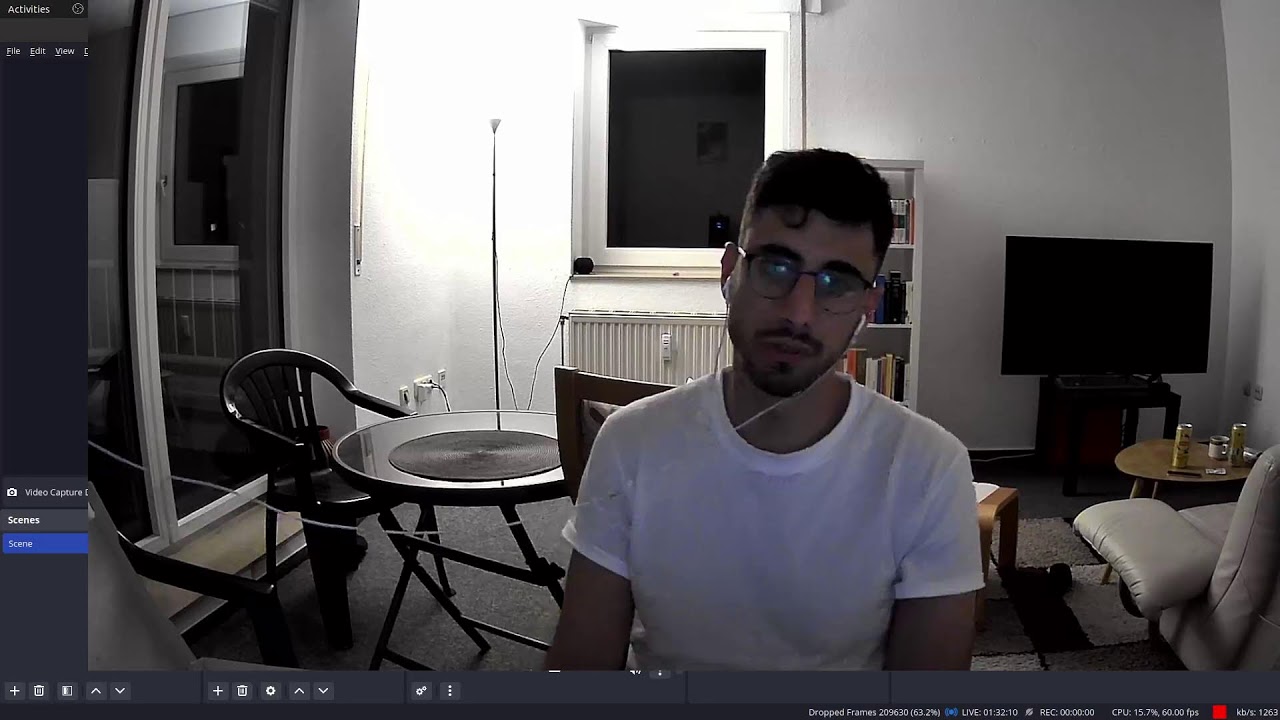 Activities
File Edit View
Video Capture D
Scenes
Scene
Dropped Frames 209630 (63.2%) LIVE: 01:32:10 REC: 00:00:00 CPU: 15.7%, 60.00 fps kb/s: 1263